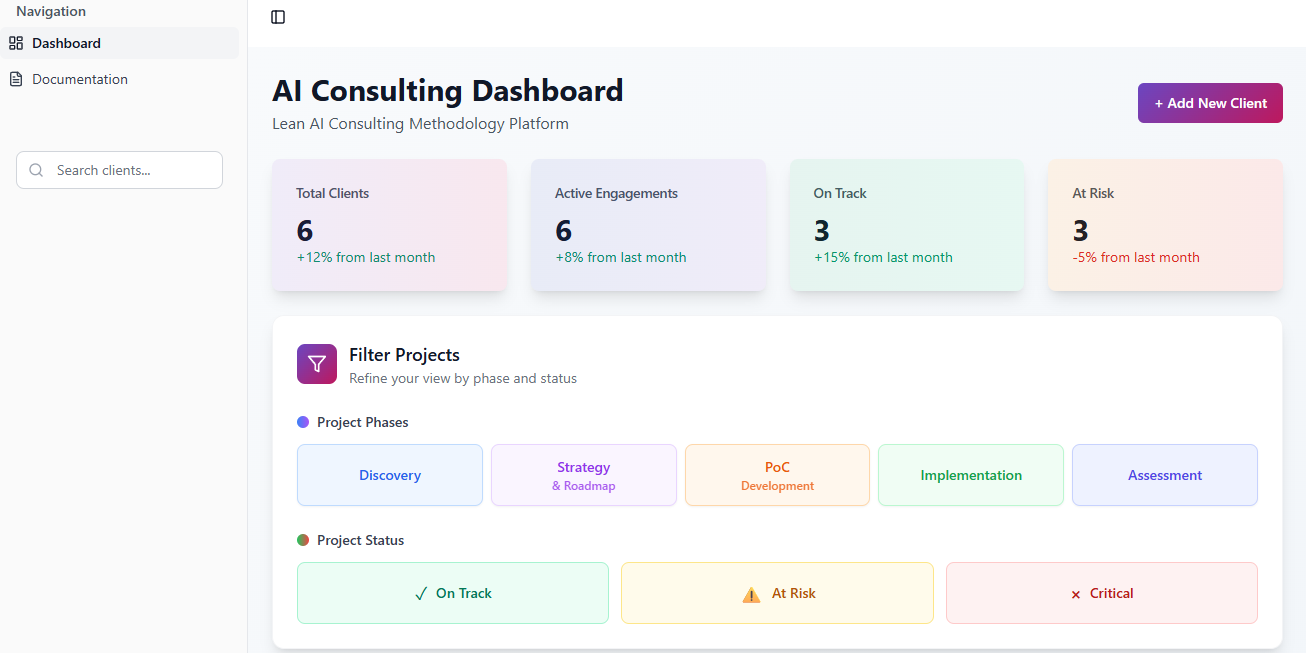 Navigation
Dashboard
Documentation
Search clients...
AI Consulting Dashboard
Lean AI Consulting Methodology Platform
+ Add New Client
Total Clients
6
+12% from last month
Active Engagements
6
+8% from last month
On Track
3
+15% from last month
At Risk
3
-5% from last month
Filter Projects
Refine your view by phase and status
Project Phases
Discovery
Strategy
& Roadmap
PoC
Development
Implementation
Assessment
Project Status
✓ On Track
⚠️ At Risk
× Critical